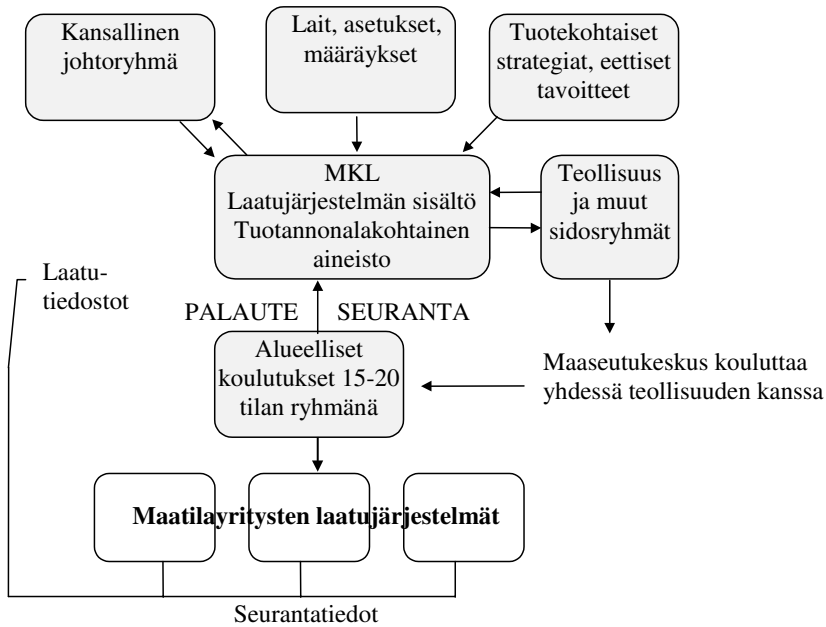 Kansallinen
johtoryhmä
Lait, asetukset,
määräykset
Tuotekohtaiset
strategiat, eettiset
tavoitteet
MKL
Laatujärjestelmän sisältö
Tuotannonalakohtainen
aineisto
Teollisuus
ja muut
sidosryhmät
Laatu-
tiedostot
PALAUTE SEURANTA
Alueelliset
koulutukset 15-20
tilan ryhmänä
Maaseutukeskus kouluttaa
yhdessä teollisuuden kanssa
Maatilayritysten laatujärjestelmät
Seurantatiedot